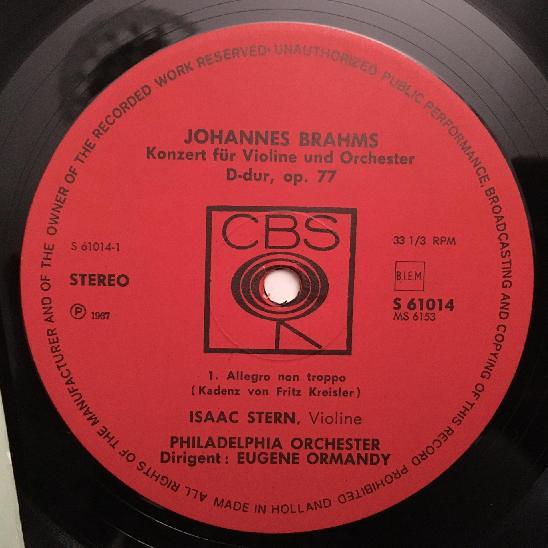 ALL RIGHTS OF THE MANUFACTURER AND OF THE OWNER OF THE RECORDED WORK RESERVED · UNAUTHORIZED PUBLIC PERFORMANCE, BROADCASTING AND COPYING OF THIS RECORD PROHIBITED
JOHANNES BRAHMS
Konzert für Violine und Orchester
D-dur, op. 77
CBS
S 61014-1
33 1/3 RPM
STEREO
B.I.E.M
S 61014
MS 6153
℗ 1967
1. Allegro non troppo
(Kadenz von Fritz Kreisler)
ISAAC STERN, Violine
PHILADELPHIA ORCHESTER
Dirigent: EUGENE ORMANDY
MADE IN HOLLAND